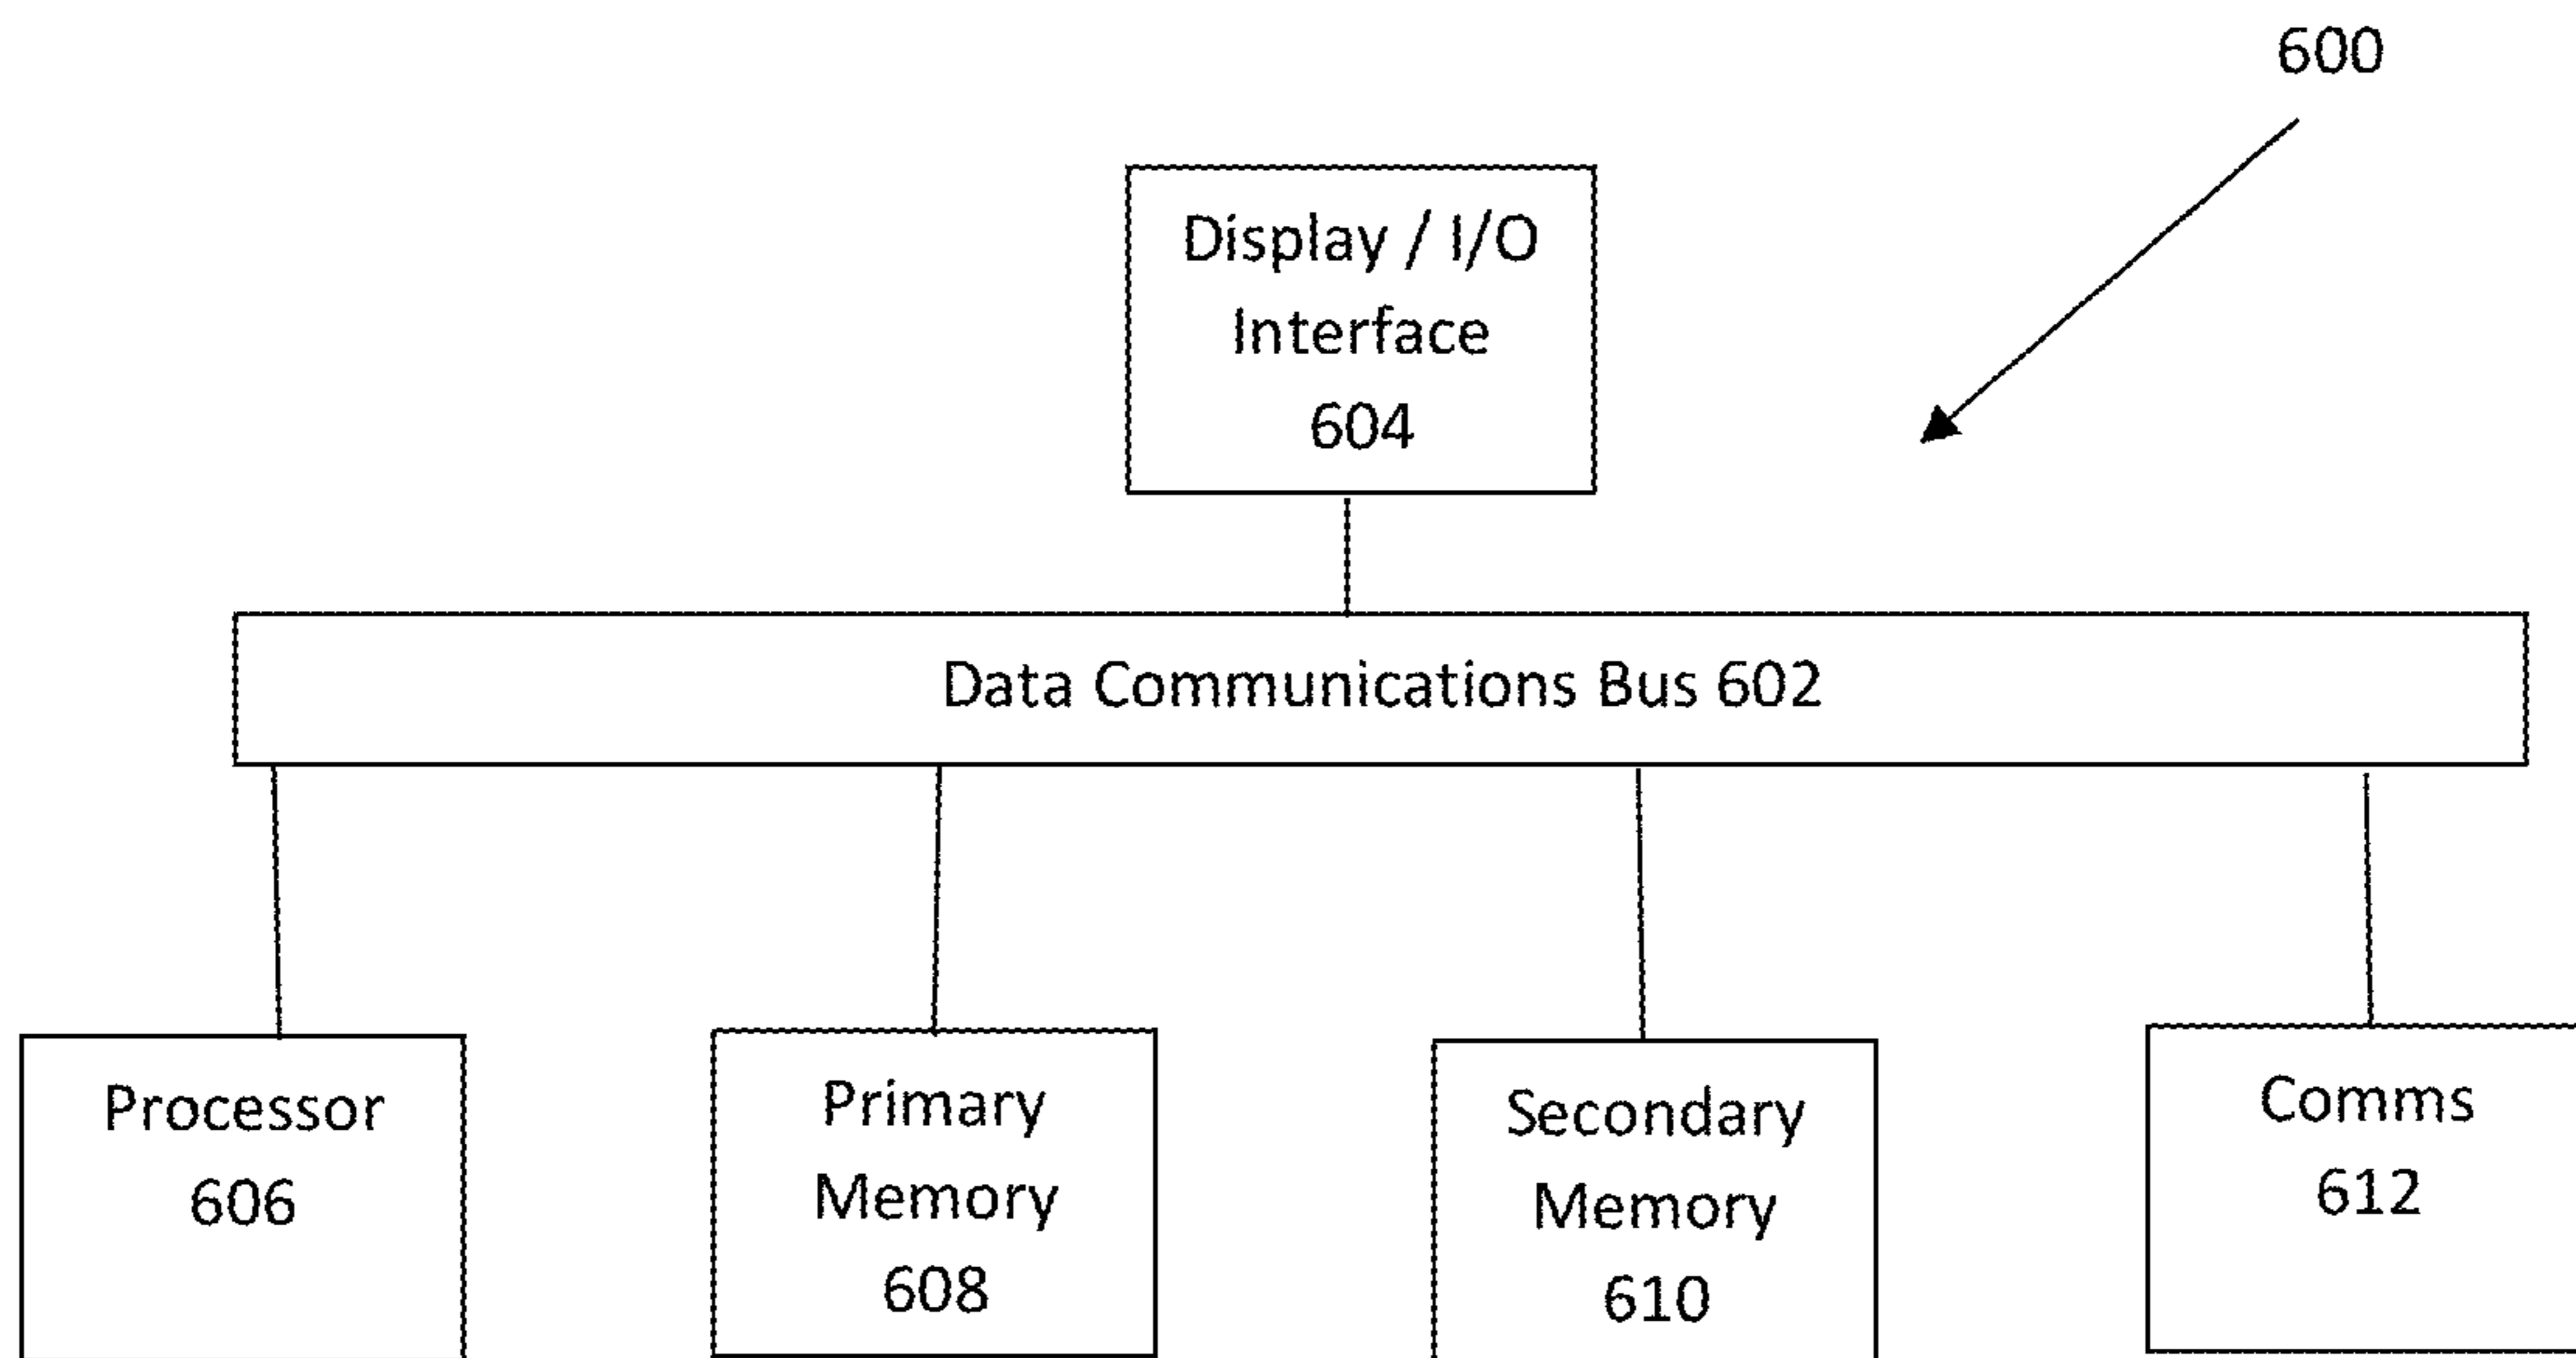 600
Display / I/O
Interface
604
Data Communications Bus 602
Processor
606
Primary
Memory
608
Secondary
Memory
610
Comms
612